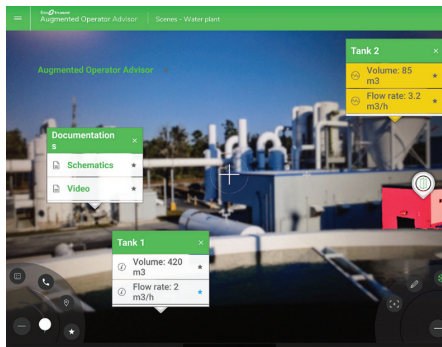 EcoStruxure
Augmented Operator Advisor
Scenes - Water plant
Augmented Operator Advisor
Tank 2
Volume: 85
m3
Flow rate: 3.2
m3/h
Documentation
s
Schematics
Video
Tank 1
Volume: 420
m3
Flow rate: 2
m3/h